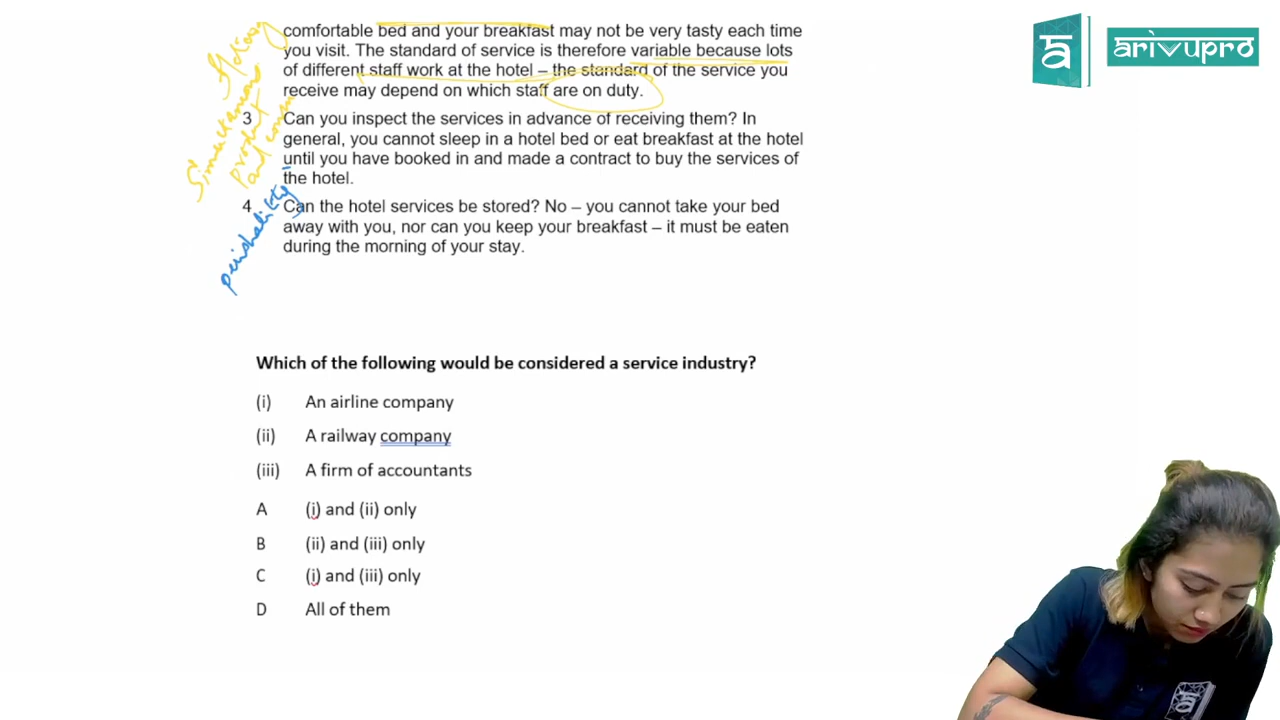 comfortable bed and your breakfast may not be very tasty each time
you visit. The standard of service is therefore variable because lots
of different staff work at the hotel – the standard of the service you
receive may depend on which staff are on duty.
3 Can you inspect the services in advance of receiving them? In
general, you cannot sleep in a hotel bed or eat breakfast at the hotel
until you have booked in and made a contract to buy the services of
the hotel.
4 Can the hotel services be stored? No – you cannot take your bed
away with you, nor can you keep your breakfast – it must be eaten
during the morning of your stay.
perishability
Which of the following would be considered a service industry?
(i) An airline company
(ii) A railway company
(iii) A firm of accountants
A (i) and (ii) only
B (ii) and (iii) only
C (i) and (iii) only
D All of them
arivupro